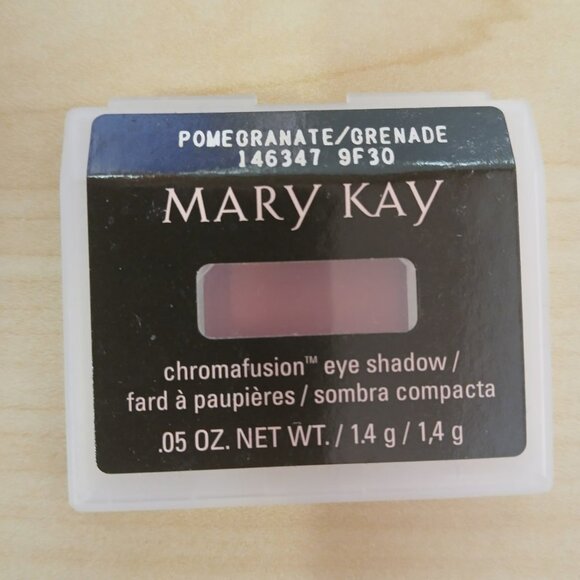 POMEGRANATE/GRENADE
146347 9F30
MARY KAY
chromafusion™ eye shadow /
fard à paupières / sombra compacta
.05 OZ. NET WT. / 1.4 g / 1,4 g